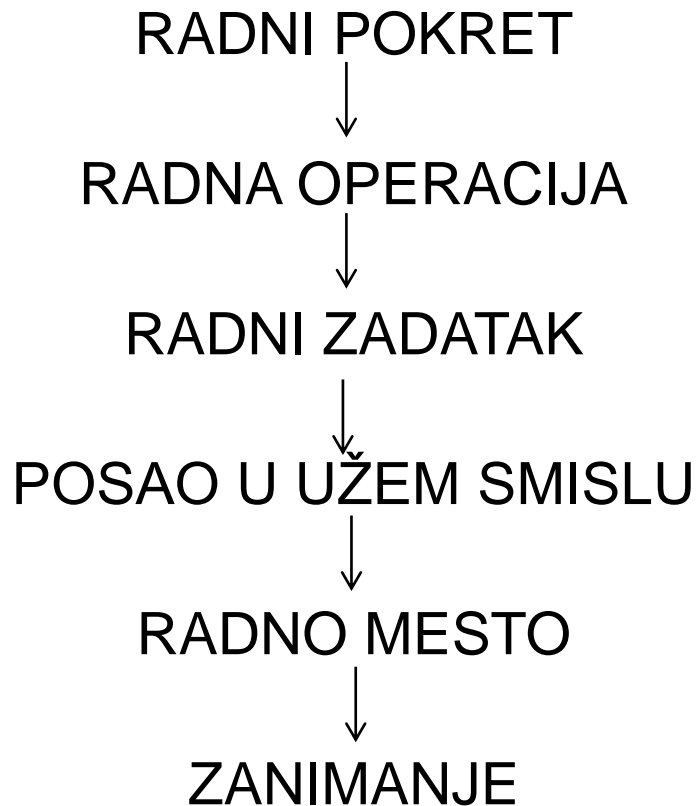 RADNI POKRET
RADNA OPERACIJA
RADNI ZADATAK
POSAO U UŽEM SMISLU
RADNO MESTO
ZANIMANJE